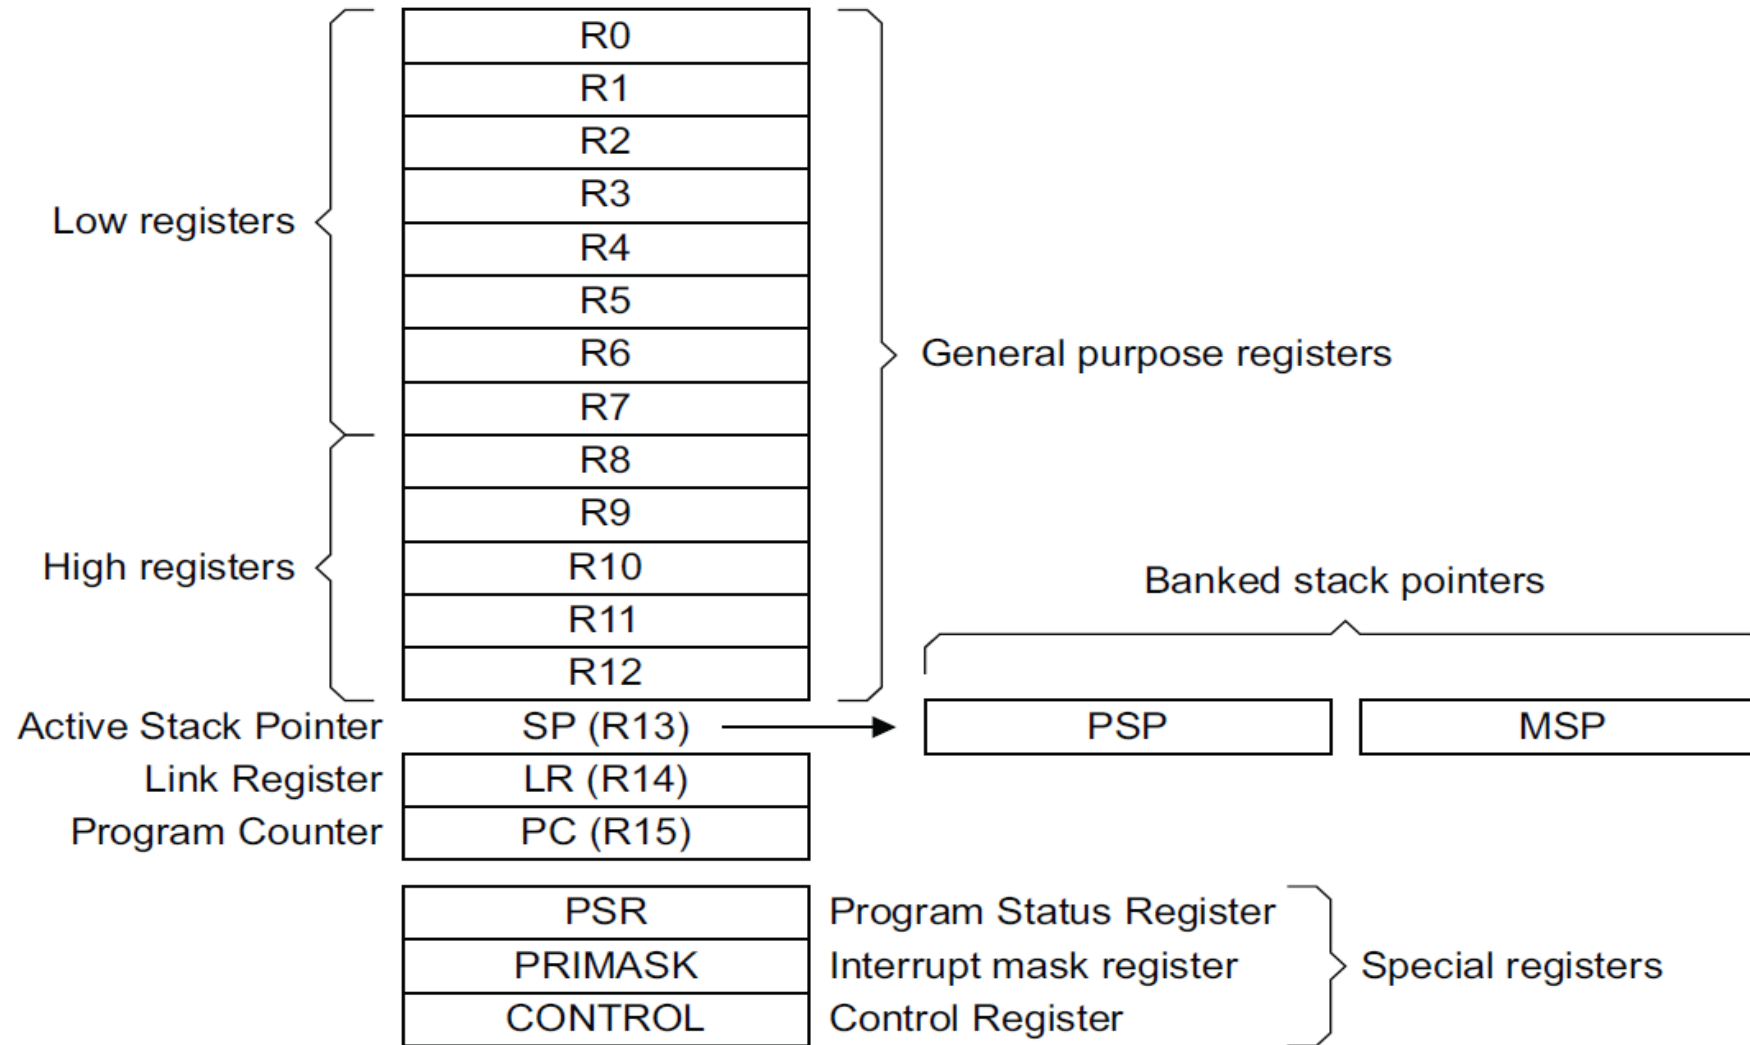 R0
R1
R2
R3
Low registers
R4
R5
R6
General purpose registers
R7
R8
R9
High registers
R10
Banked stack pointers
R11
R12
Active Stack Pointer SP (R13) PSP MSP
Link Register LR (R14)
Program Counter PC (R15)
PSR Program Status Register
PRIMASK Interrupt mask register Special registers
CONTROL Control Register